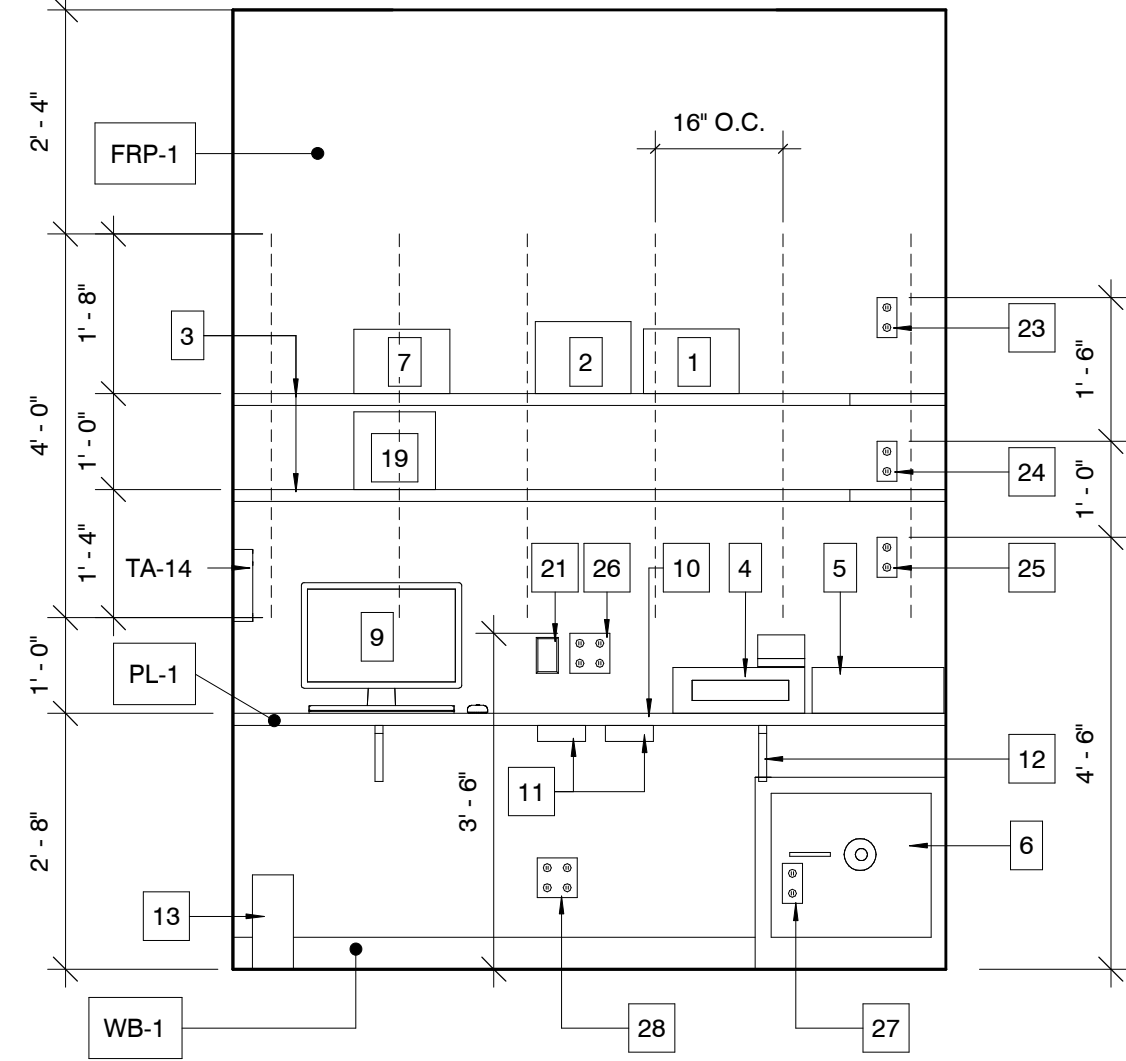 2' - 4"
FRP-1
16" O.C.
4' - 0"
1' - 8"
3
7
2
1
23
1' - 6"
1' - 0"
19
24
1' - 0"
1' - 4"
TA-14
21
26
10
4
5
25
9
1' - 0"
PL-1
11
12
3' - 6"
4' - 6"
2' - 8"
6
13
WB-1
28
27